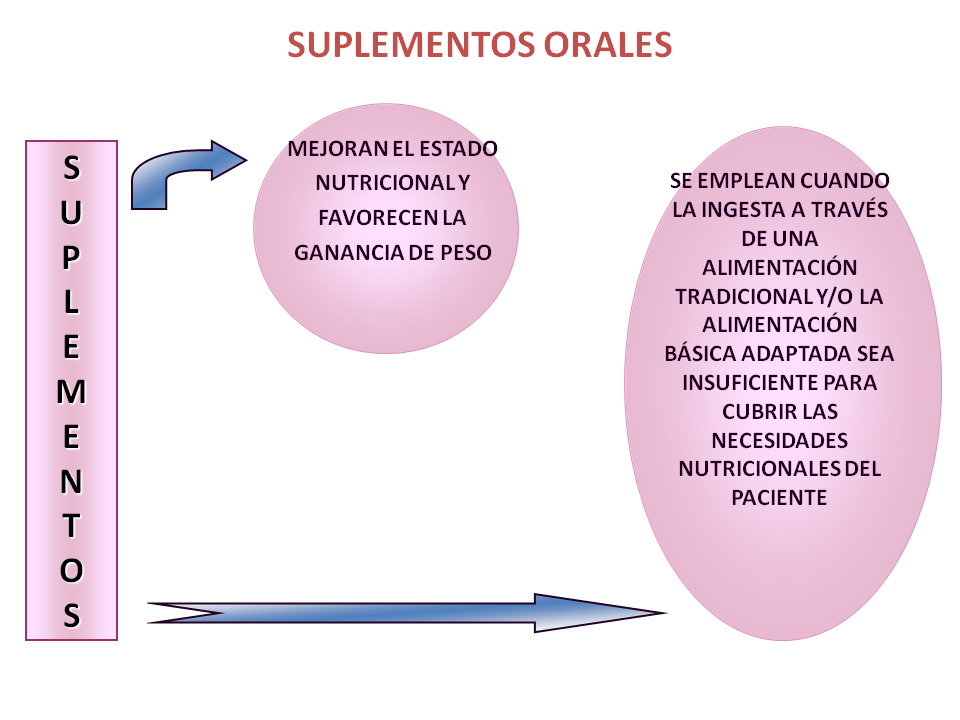 SUPLEMENTOS ORALES
S
U
P
L
E
M
E
N
T
O
S
MEJORAN EL ESTADO
NUTRICIONAL Y
FAVORECEN LA
GANANCIA DE PESO
SE EMPLEAN CUANDO
LA INGESTA A TRAVÉS
DE UNA
ALIMENTACIÓN
TRADICIONAL Y/O LA
ALIMENTACIÓN
BÁSICA ADAPTADA SEA
INSUFICIENTE PARA
CUBRIR LAS
NECESIDADES
NUTRICIONALES DEL
PACIENTE